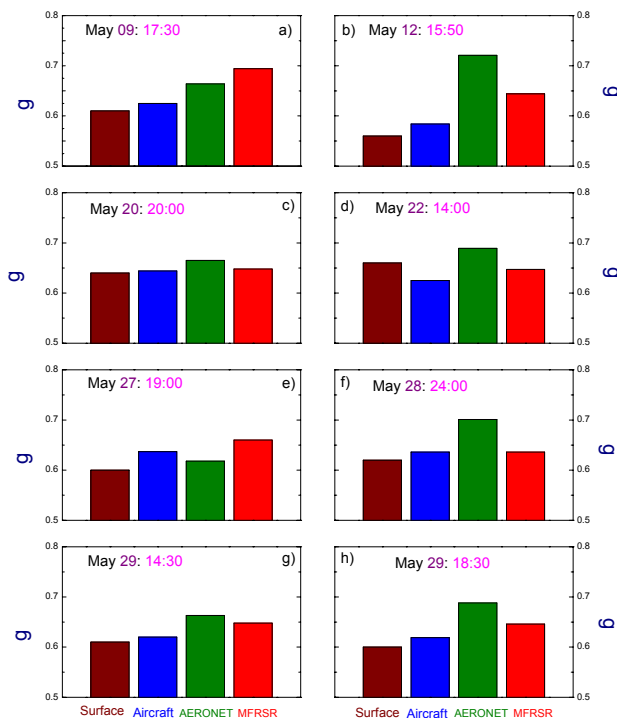 0.8
0.7
0.6
0.5
g
May 09: 17:30
a)
b)
May 12: 15:50
0.8
0.7
0.6
0.5
g
0.8
0.7
0.6
0.5
g
May 20: 20:00
c)
d)
May 22: 14:00
0.8
0.7
0.6
0.5
g
0.8
0.7
0.6
0.5
g
May 27: 19:00
e)
f)
May 28: 24:00
0.8
0.7
0.6
0.5
g
0.8
0.7
0.6
0.5
g
May 29: 14:30
g)
h)
May 29: 18:30
0.8
0.7
0.6
0.5
g
Surface Aircraft AERONET MFRSR
Surface Aircraft AERONET MFRSR